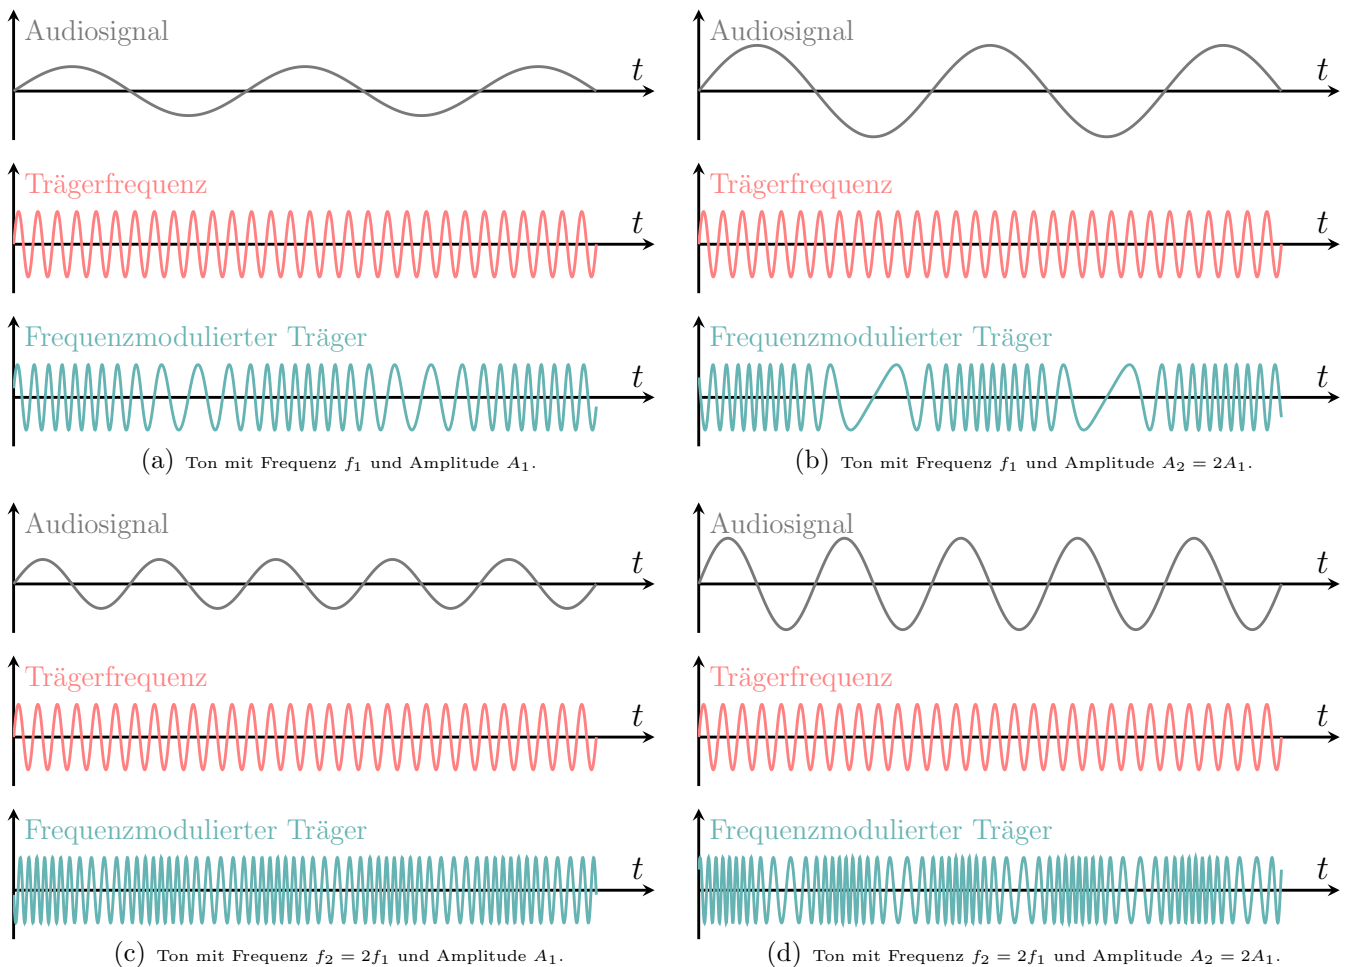 Audiosignal
t
Trägerfrequenz
t
Frequenzmodulierter Träger
t
(a) Ton mit Frequenz f₁ und Amplitude A₁.
Audiosignal
t
Trägerfrequenz
t
Frequenzmodulierter Träger
t
(b) Ton mit Frequenz f₁ und Amplitude A₂ = 2A₁.
Audiosignal
t
Trägerfrequenz
t
Frequenzmodulierter Träger
t
(c) Ton mit Frequenz f₂ = 2f₁ und Amplitude A₁.
Audiosignal
t
Trägerfrequenz
t
Frequenzmodulierter Träger
t
(d) Ton mit Frequenz f₂ = 2f₁ und Amplitude A₂ = 2A₁.